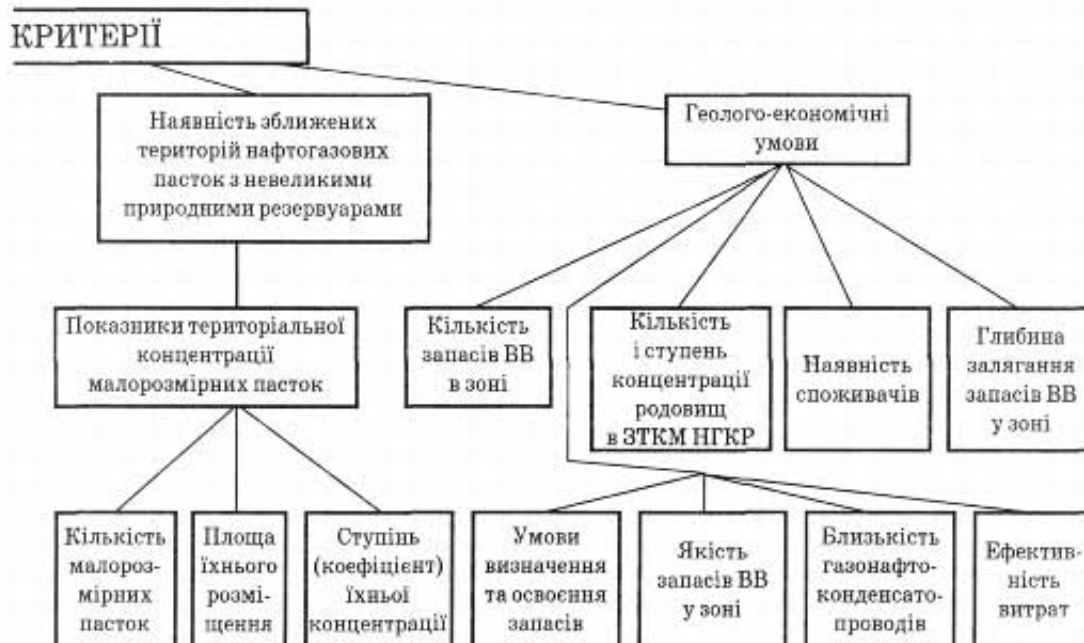 КРИТЕРІЇ
Наявність зближених
територій нафтогазових
пасток з невеликими
природними резервуарами
Геолого-економічні
умови
Показники територіальної
концентрації
малорозмірних пасток
Кількість
запасів ВВ
в зоні
Кількість
і ступень
концентрації
родовищ
в ЗТКМ НГКР
Наявність
споживачів
Глибина
залягання
запасів ВВ
у зоні
Кількість
малороз-
мірних
пасток
Площа
їхнього
розмі-
щення
Ступінь
(коефіцієнт)
їхньої
концентрації
Умови
визначення
та освоєння
запасів
Якість
запасів ВВ
у зоні
Близькість
газонафто-
конденсато-
проводів
Ефектив-
ність
витрат